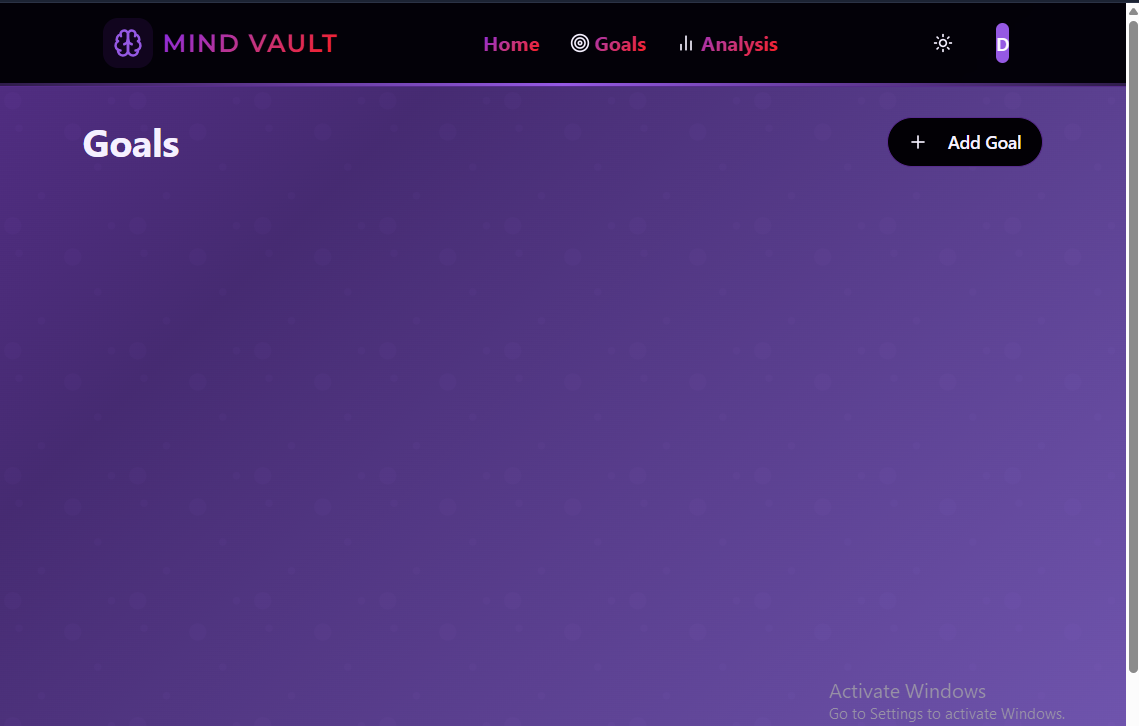 MIND VAULT
Home
Goals
Analysis
D
Goals
Add Goal
Activate Windows
Go to Settings to activate Windows.